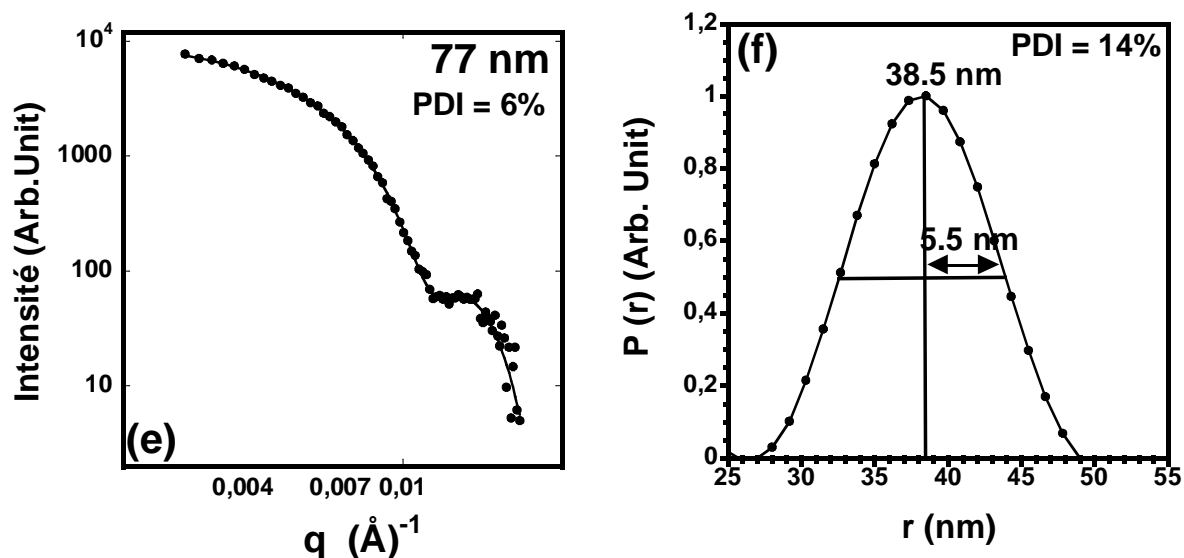 10^4
1000
100
10
Intensité (Arb.Unit)
77 nm
PDI = 6%
(e)
0,004
0,007
0,01
q (Å)^-1
1,2
1
0,8
0,6
0,4
0,2
0
P (r) (Arb. Unit)
(f)
PDI = 14%
38.5 nm
5.5 nm
25 30 35 40 45 50 55
r (nm)